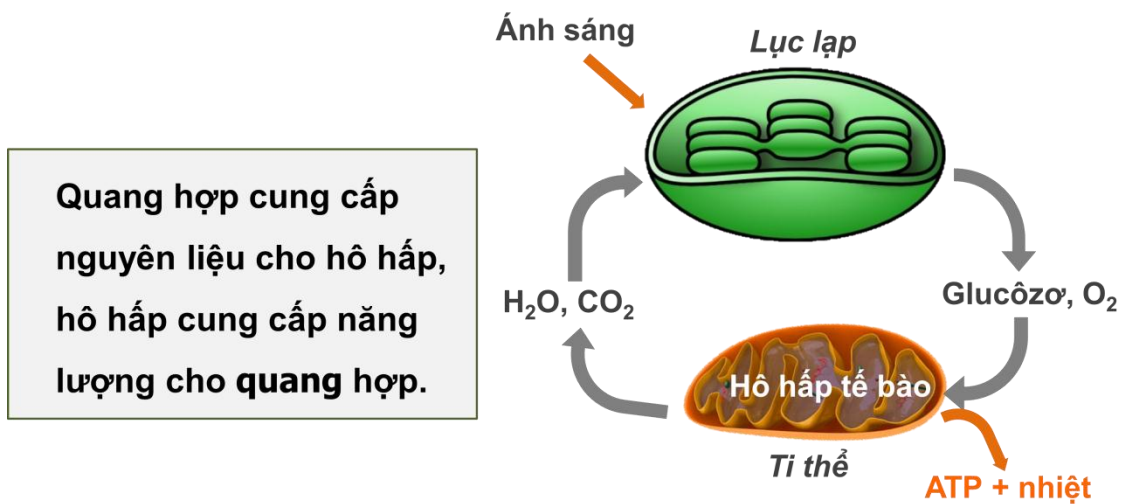 Ánh sáng
Lục lạp
Quang hợp cung cấp
nguyên liệu cho hô hấp,
hô hấp cung cấp năng
lượng cho quang hợp.
H₂O, CO₂
Glucôzơ, O₂
Hô hấp tế bào
Ti thể
ATP + nhiệt